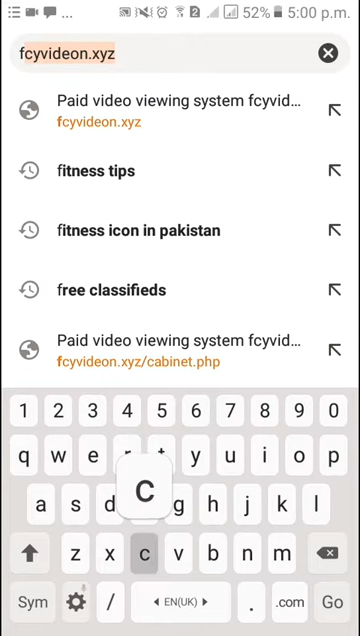 ... 2 52% 5:00 p.m.
fcyvideon.xyz
Paid video viewing system fcyvid...
fcyvideon.xyz
fitness tips
fitness icon in pakistan
free classifieds
Paid video viewing system fcyvid...
fcyvideon.xyz/cabinet.php
1 2 3 4 5 6 7 8 9 0
q w e r t y u i o p
a s d g h j k l
C
z x c v b n m
Sym / EN(UK) . .com Go